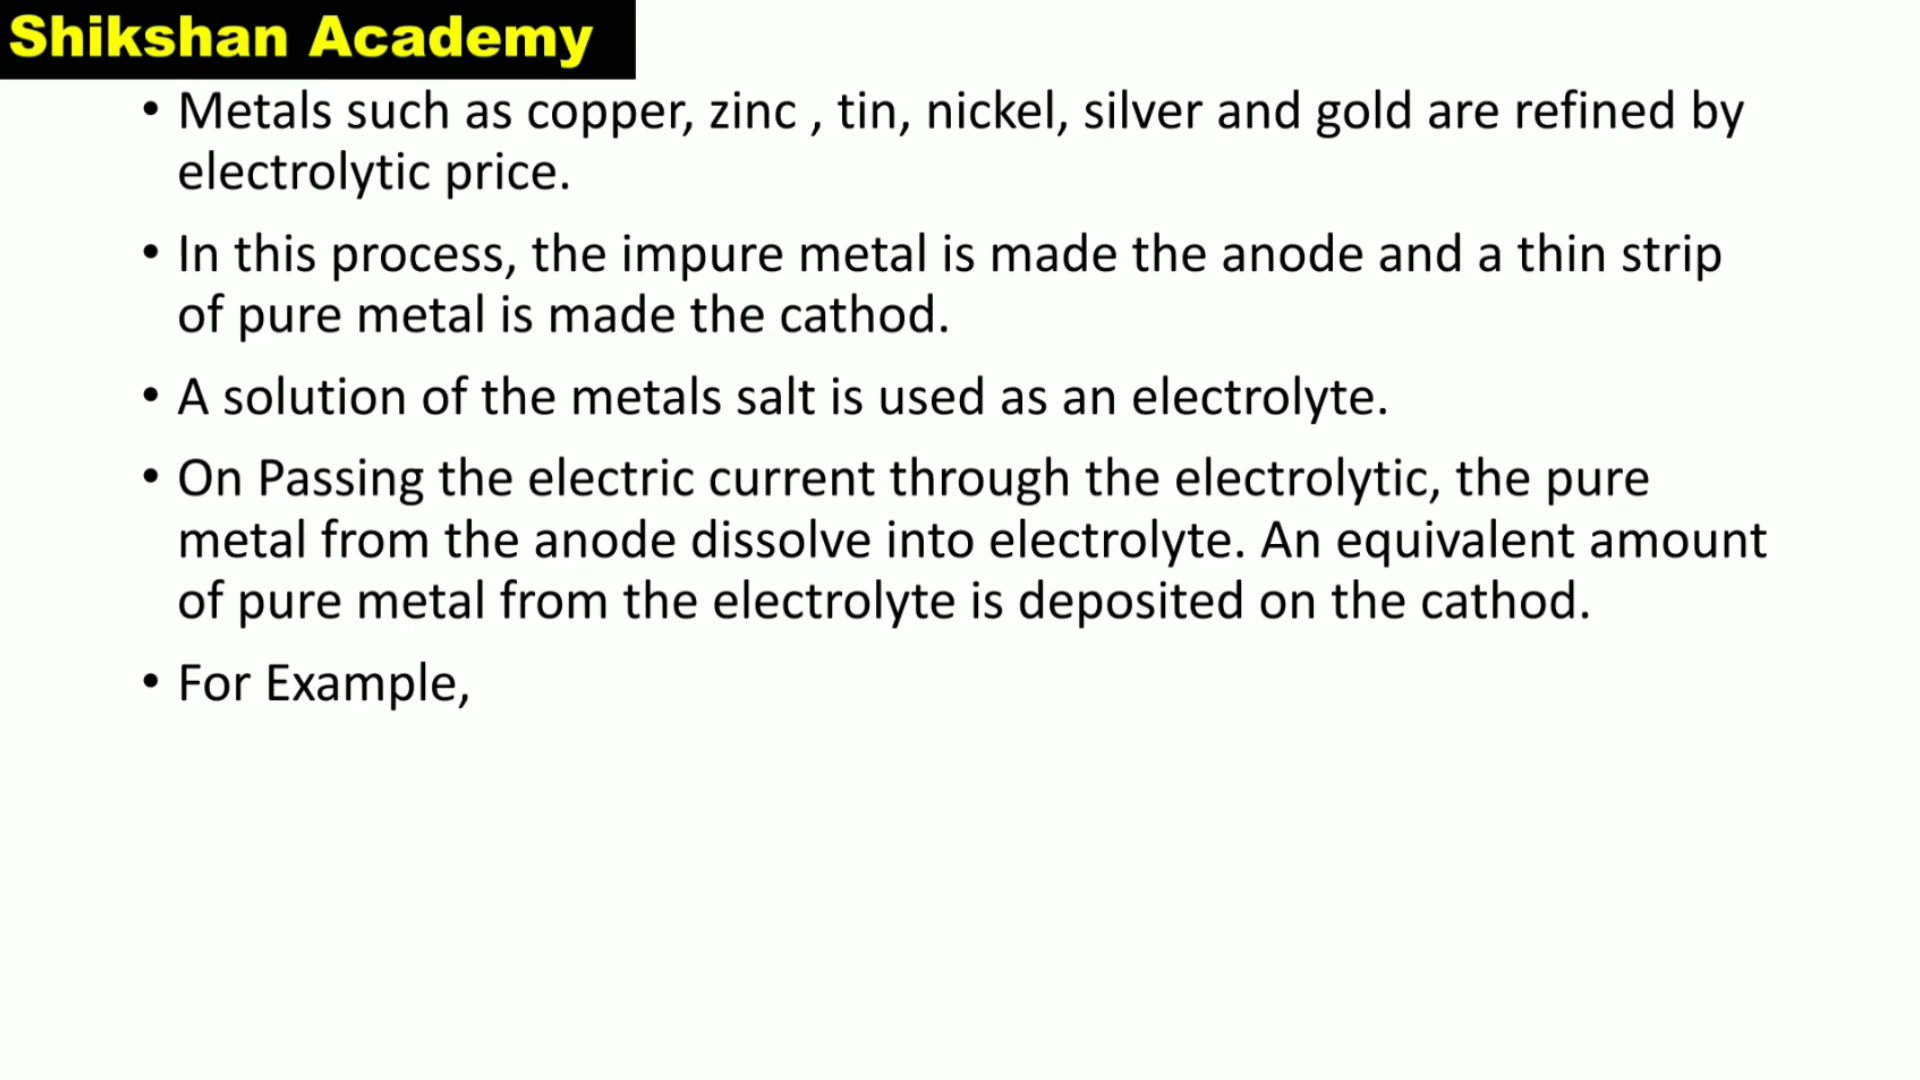 Shikshan Academy
• Metals such as copper, zinc , tin, nickel, silver and gold are refined by
electrolytic price.
• In this process, the impure metal is made the anode and a thin strip
of pure metal is made the cathod.
• A solution of the metals salt is used as an electrolyte.
• On Passing the electric current through the electrolytic, the pure
metal from the anode dissolve into electrolyte. An equivalent amount
of pure metal from the electrolyte is deposited on the cathod.
• For Example,